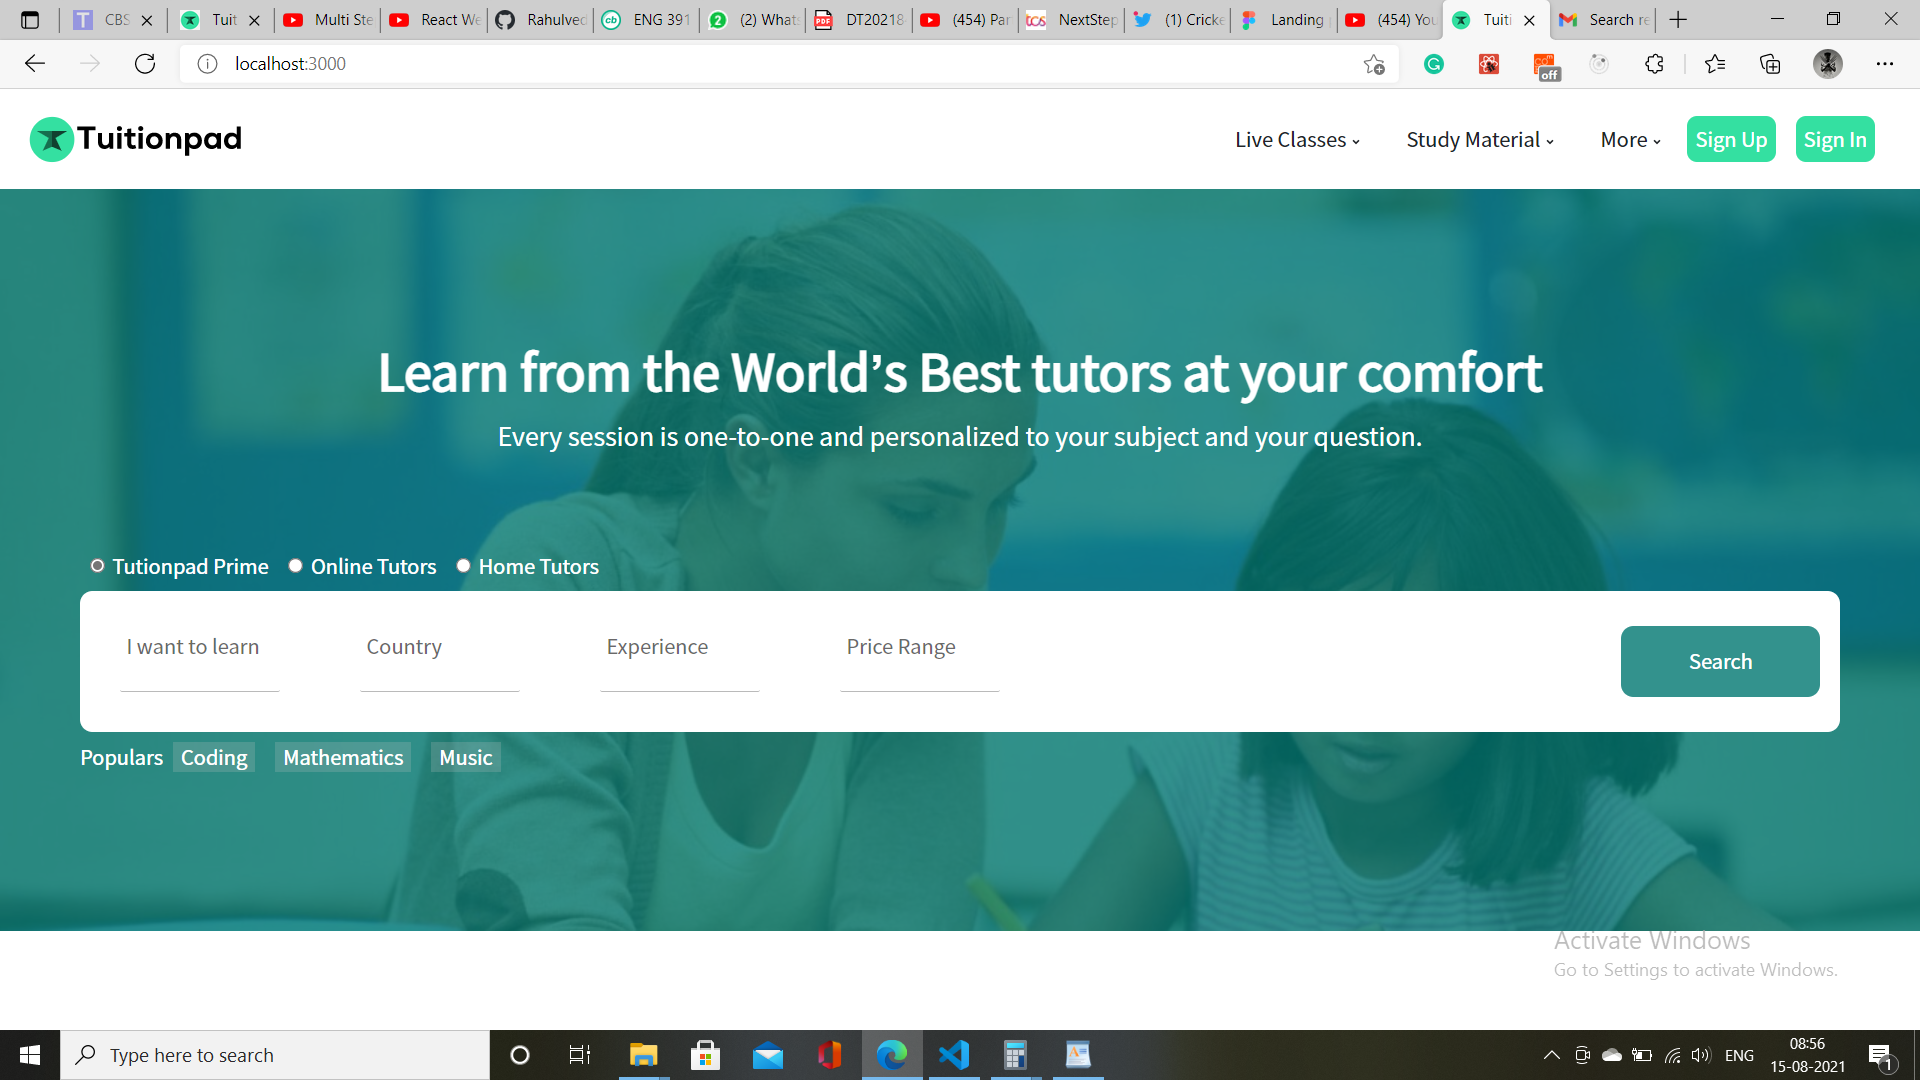 CBS Tuit Multi Ste React We Rahulved ENG 391 (2) Whats DT20218 (454) Par NextStep (1) Cricke Landing (454) You Tuiti Search re
localhost:3000
off
Tuitionpad
Live Classes Study Material More Sign Up Sign In
Learn from the World’s Best tutors at your comfort
Every session is one-to-one and personalized to your subject and your question.
Tutionpad Prime Online Tutors Home Tutors
I want to learn Country Experience Price Range
Search
Populars Coding Mathematics Music
Activate Windows
Go to Settings to activate Windows.
Type here to search
ENG
08:56
15-08-2021
1